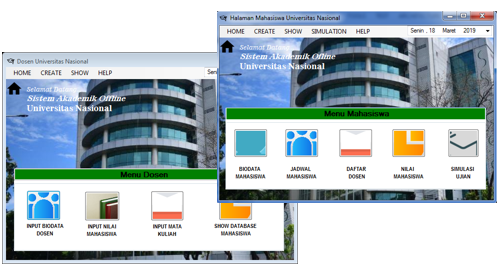 Dosen Universitas Nasional
HOME CREATE SHOW HELP
Sen
Selamat Datang
Sistem Akademik Offline
Universitas Nasional
Menu Dosen
INPUT BIODATA
DOSEN
INPUT NILAI
MAHASISWA
INPUT MATA
KULIAH
SHOW DATABASE
MAHASISWA
Halaman Mahasiswa Universitas Nasional
HOME CREATE SHOW SIMULATION HELP
Senin , 18 Maret 2019
Selamat
Sistem Akademik Offline
Universitas Nasional
Menu Mahasiswa
BIODATA
MAHASISWA
JADWAL
MAHASISWA
DAFTAR
DOSEN
NILAI
MAHASISWA
SIMULASI
UJIAN